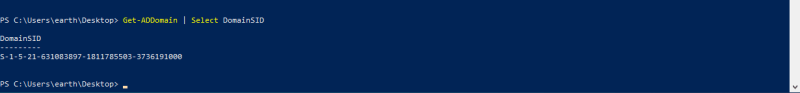 PS C:\Users\earth\Desktop> Get-ADDomain | Select DomainSID
DomainSID
---------
S-1-5-21-631083897-1811785503-3736191000
PS C:\Users\earth\Desktop>